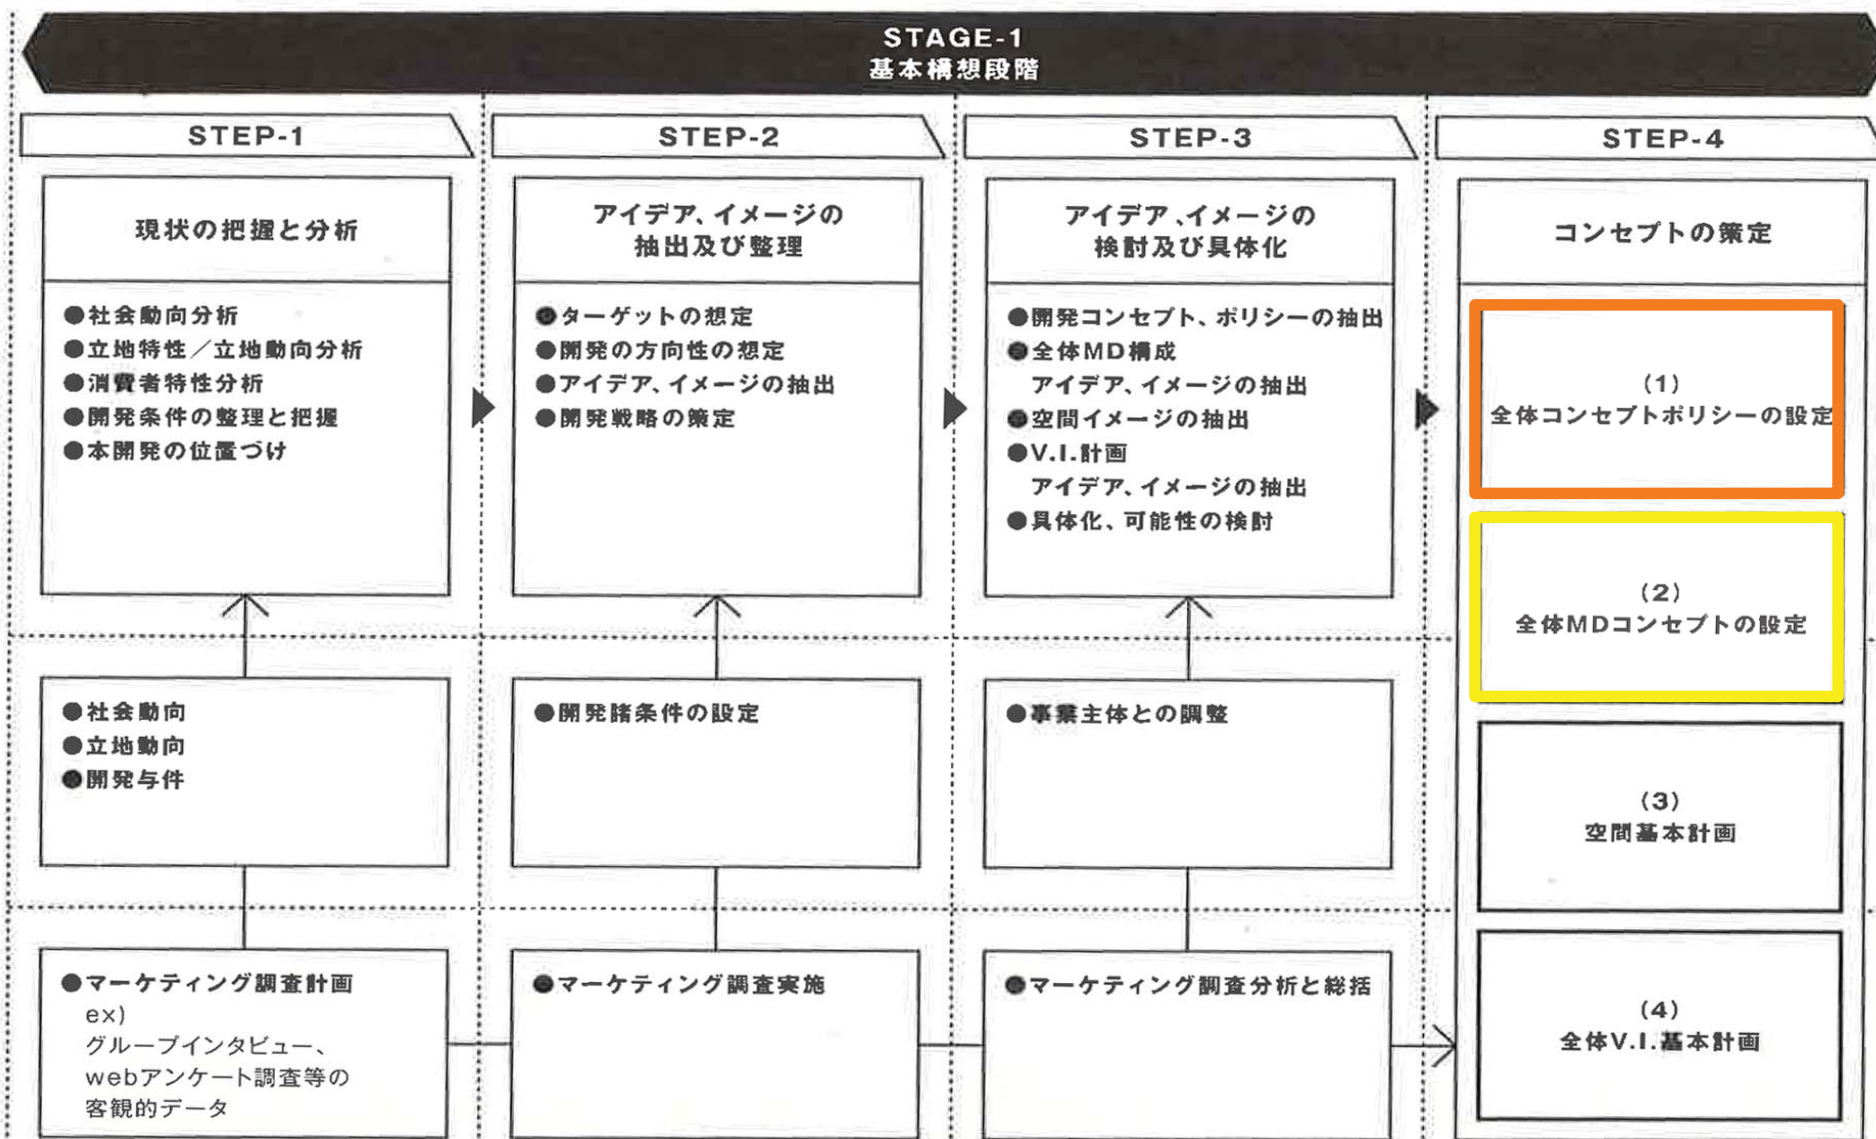 STAGE-1
基本構想段階
STEP-1
現状の把握と分析
●社会動向分析
●立地特性／立地動向分析
●消費者特性分析
●開発条件の整理と把握
●本開発の位置づけ
●社会動向
●立地動向
●開発与件
●マーケティング調査計画
ex)
グループインタビュー、
webアンケート調査等の
客観的データ
STEP-2
アイデア、イメージの
抽出及び整理
●ターゲットの想定
●開発の方向性の想定
●アイデア、イメージの抽出
●開発戦略の策定
●開発諸条件の設定
●マーケティング調査実施
STEP-3
アイデア、イメージの
検討及び具体化
●開発コンセプト、ポリシーの抽出
●全体MD構成
アイデア、イメージの抽出
●空間イメージの抽出
●V.I.計画
アイデア、イメージの抽出
●具体化、可能性の検討
●事業主体との調整
●マーケティング調査分析と総括
STEP-4
コンセプトの策定
(1)
全体コンセプトポリシーの設定
(2)
全体MDコンセプトの設定
(3)
空間基本計画
(4)
全体V.I.基本計画